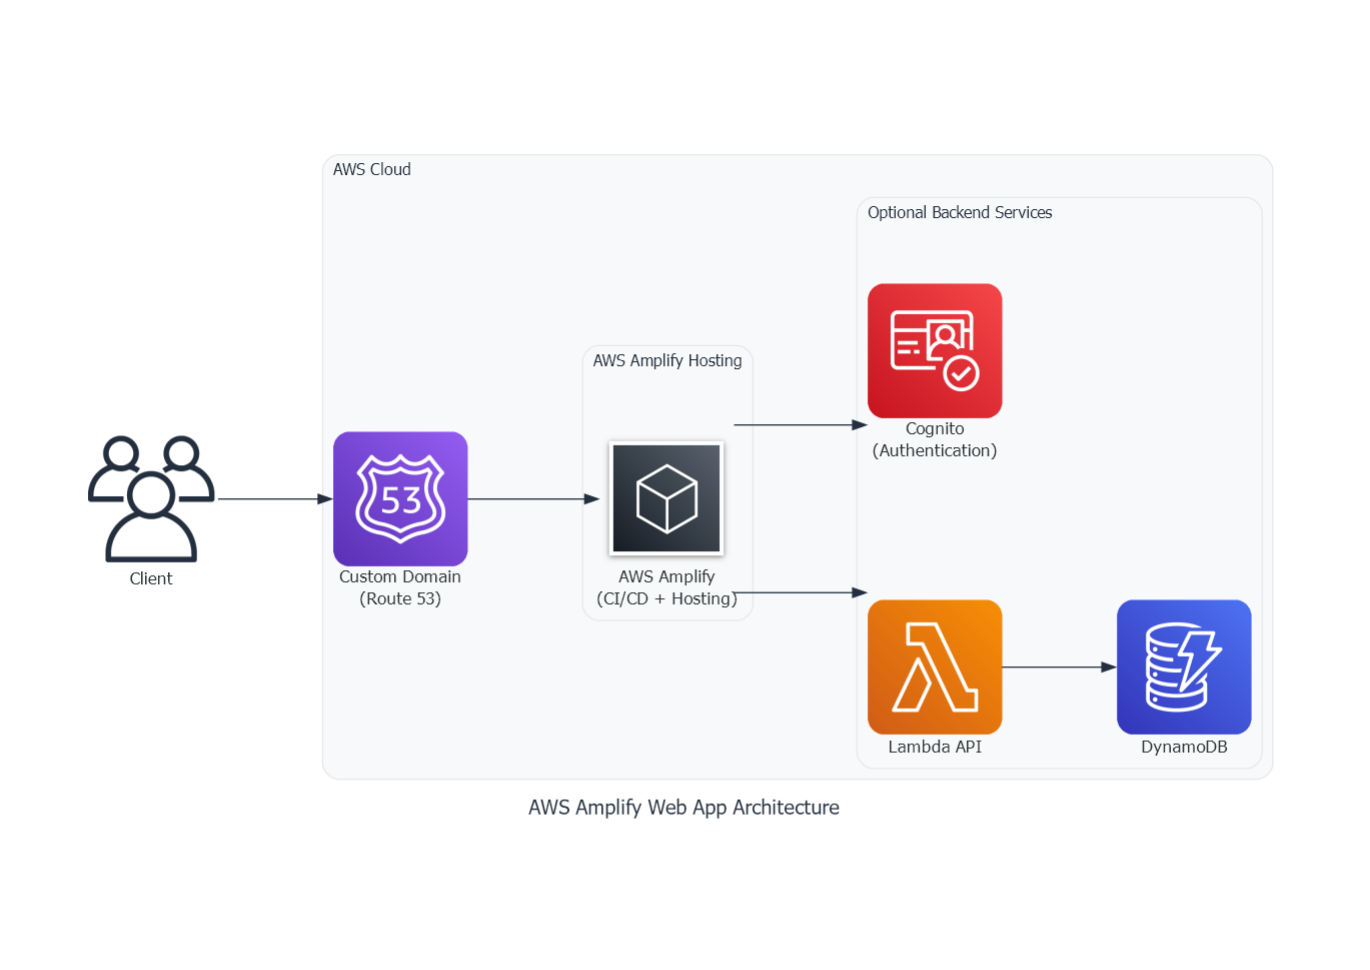 AWS Cloud
Optional Backend Services
AWS Amplify Hosting
Cognito
(Authentication)
53
Client
Custom Domain
(Route 53)
AWS Amplify
(CI/CD + Hosting)
Lambda API
DynamoDB
AWS Amplify Web App Architecture